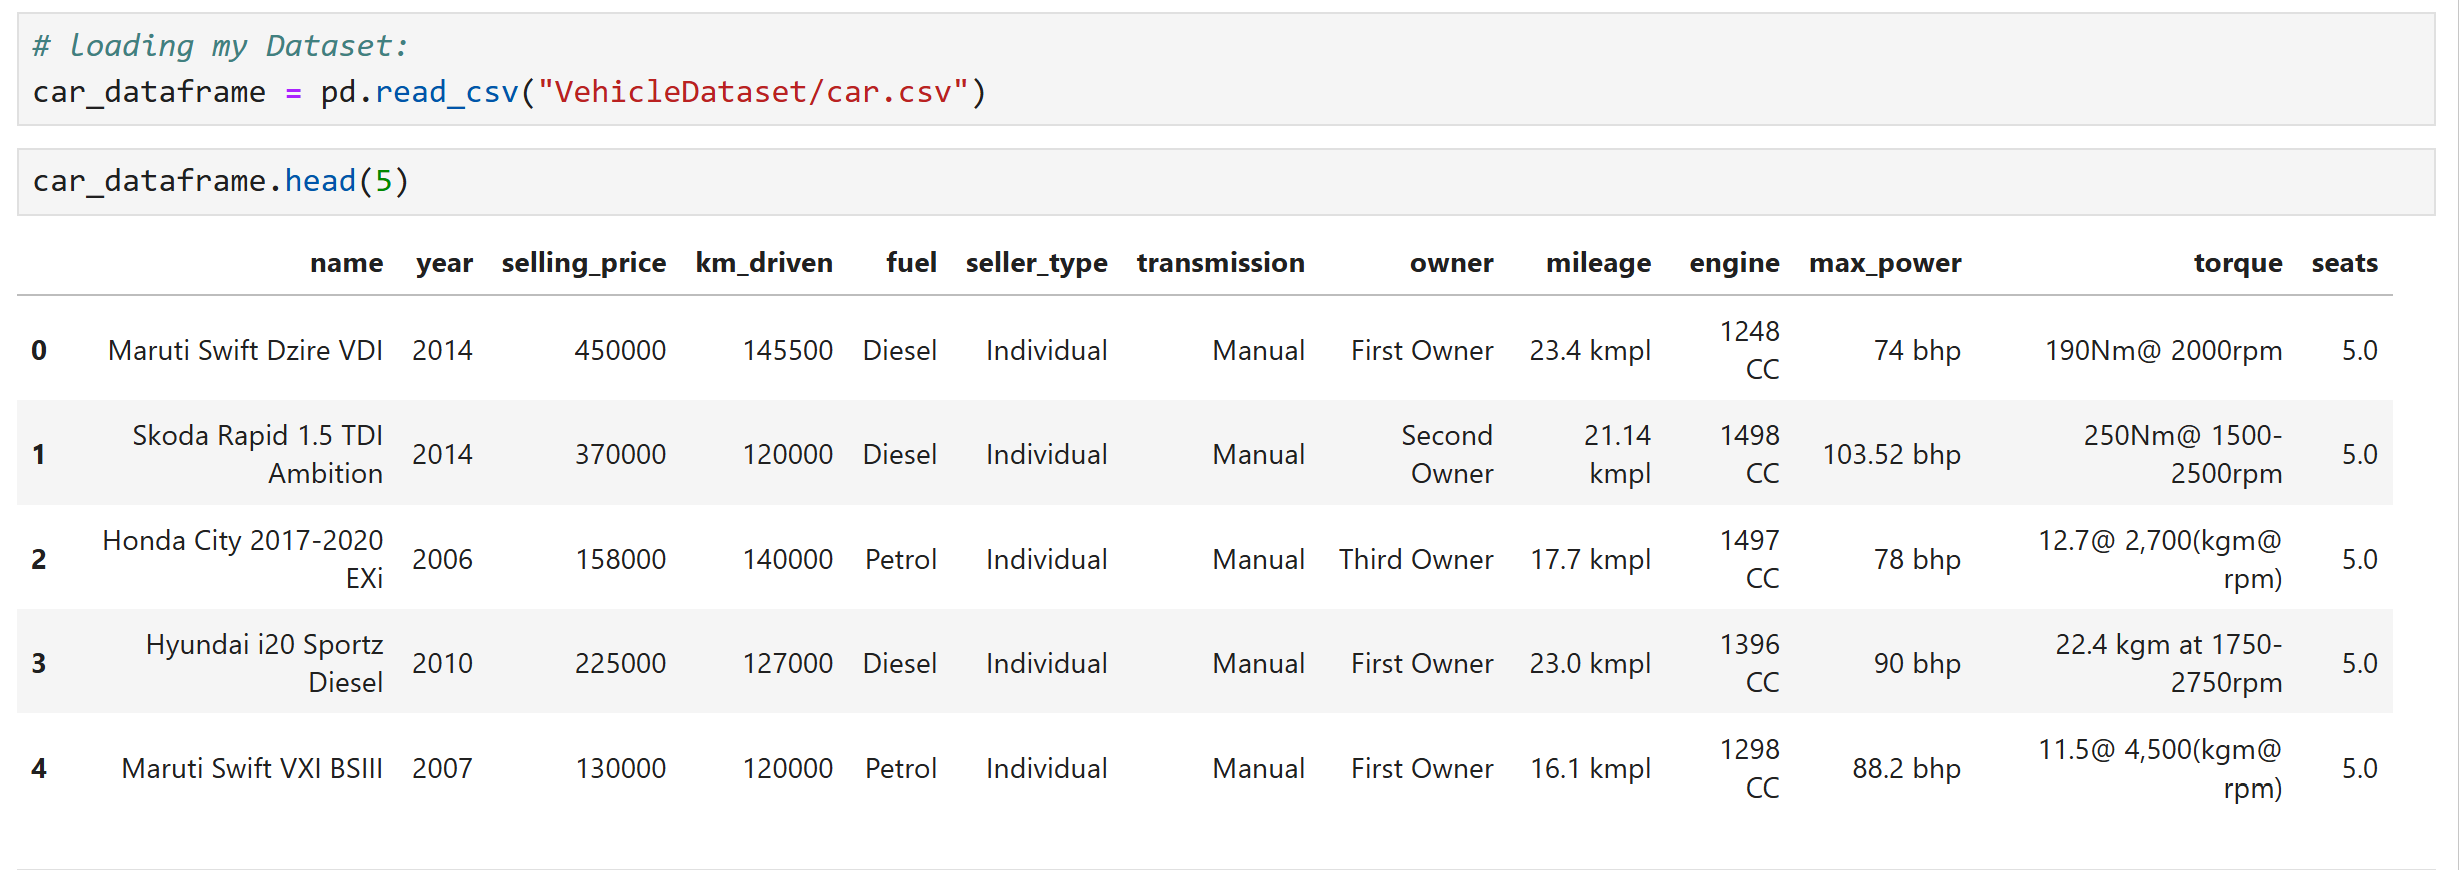 # loading my Dataset:
car_dataframe = pd.read_csv("VehicleDataset/car.csv")
car_dataframe.head(5)
name year selling_price km_driven fuel seller_type transmission owner mileage engine max_power torque seats
0 Maruti Swift Dzire VDI 2014 450000 145500 Diesel Individual Manual First Owner 23.4 kmpl 1248 CC 74 bhp 190Nm@ 2000rpm 5.0
1 Skoda Rapid 1.5 TDI Ambition 2014 370000 120000 Diesel Individual Manual Second Owner 21.14 kmpl 1498 CC 103.52 bhp 250Nm@ 1500-2500rpm 5.0
2 Honda City 2017-2020 EXi 2006 158000 140000 Petrol Individual Manual Third Owner 17.7 kmpl 1497 CC 78 bhp 12.7@ 2,700(kgm@ rpm) 5.0
3 Hyundai i20 Sportz Diesel 2010 225000 127000 Diesel Individual Manual First Owner 23.0 kmpl 1396 CC 90 bhp 22.4 kgm at 1750-2750rpm 5.0
4 Maruti Swift VXI BSIII 2007 130000 120000 Petrol Individual Manual First Owner 16.1 kmpl 1298 CC 88.2 bhp 11.5@ 4,500(kgm@ rpm) 5.0